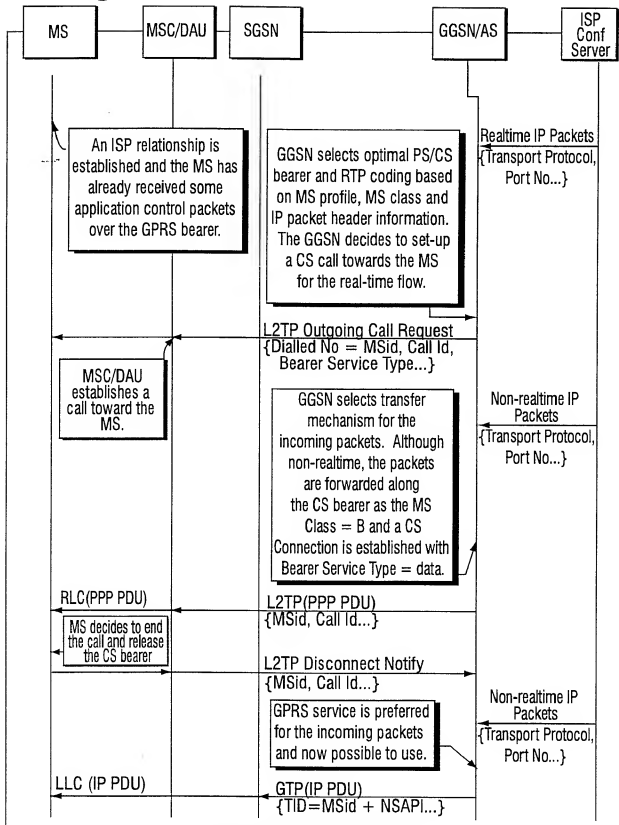 MS
MSC/DAU
SGSN
GGSN/AS
ISP
Conf
Server
An ISP relationship is
established and the MS has
already received some
application control packets
over the GPRS bearer.
GGSN selects optimal PS/CS
bearer and RTP coding based
on MS profile, MS class and
IP packet header information.
The GGSN decides to set-up
a CS call towards the MS
for the real-time flow.
Realtime IP Packets
{Transport Protocol,
Port No...}
L2TP Outgoing Call Request
{Dialled No = MSid, Call Id,
Bearer Service Type...}
MSC/DAU
establishes a
call toward the
MS.
GGSN selects transfer
mechanism for the
incoming packets. Although
non-realtime, the packets
are forwarded along
the CS bearer as the MS
Class = B and a CS
Connection is established with
Bearer Service Type = data.
Non-realtime IP
Packets
{Transport Protocol,
Port No...}
RLC(PPP PDU)
L2TP(PPP PDU)
{MSid, Call Id...}
MS decides to end
the call and release
the CS bearer
L2TP Disconnect Notify
{MSid, Call Id...}
GPRS service is preferred
for the incoming packets
and now possible to use.
Non-realtime IP
Packets
{Transport Protocol,
Port No...}
LLC (IP PDU)
GTP(IP PDU)
{TID=MSid + NSAPI...}